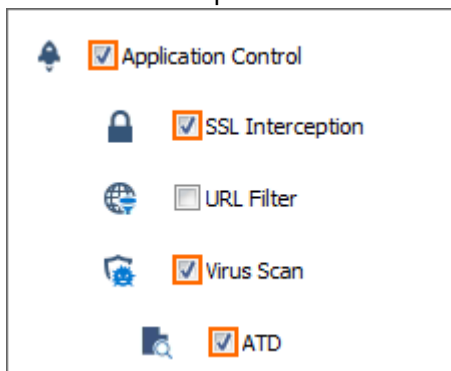 Application Control
SSL Interception
URL Filter
Virus Scan
ATD